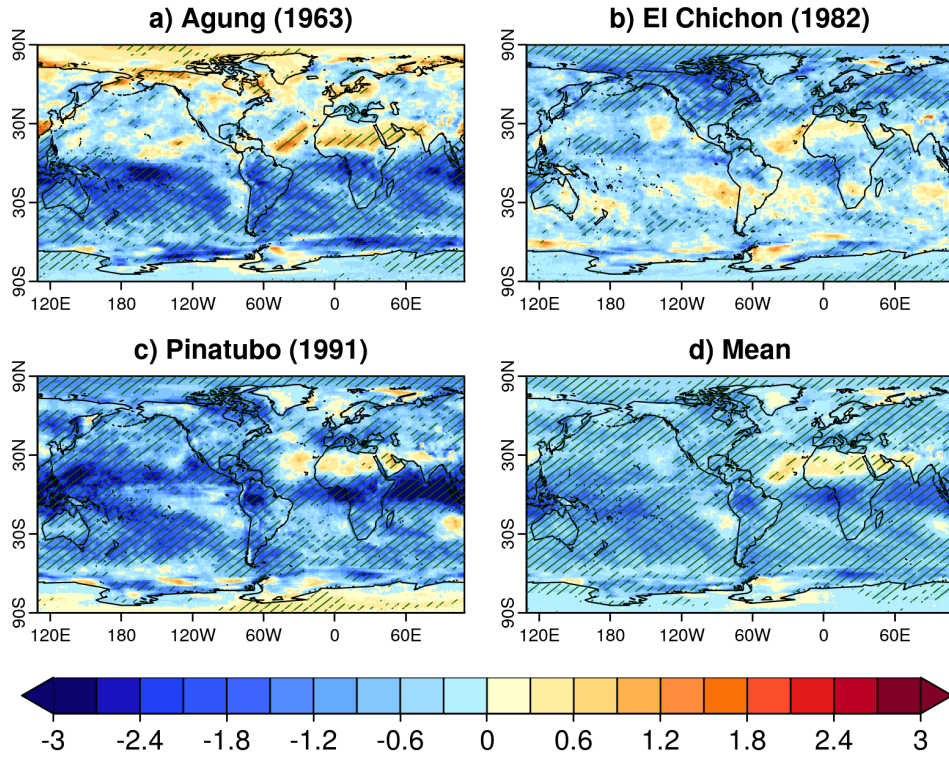 a) Agung (1963)
b) El Chichon (1982)
90N
30N
30S
90S
120E 180 120W 60W 0 60E
90N
30N
30S
90S
120E 180 120W 60W 0 60E
c) Pinatubo (1991)
d) Mean
90N
30N
30S
90S
120E 180 120W 60W 0 60E
90N
30N
30S
90S
120E 180 120W 60W 0 60E
-3 -2.4 -1.8 -1.2 -0.6 0 0.6 1.2 1.8 2.4 3